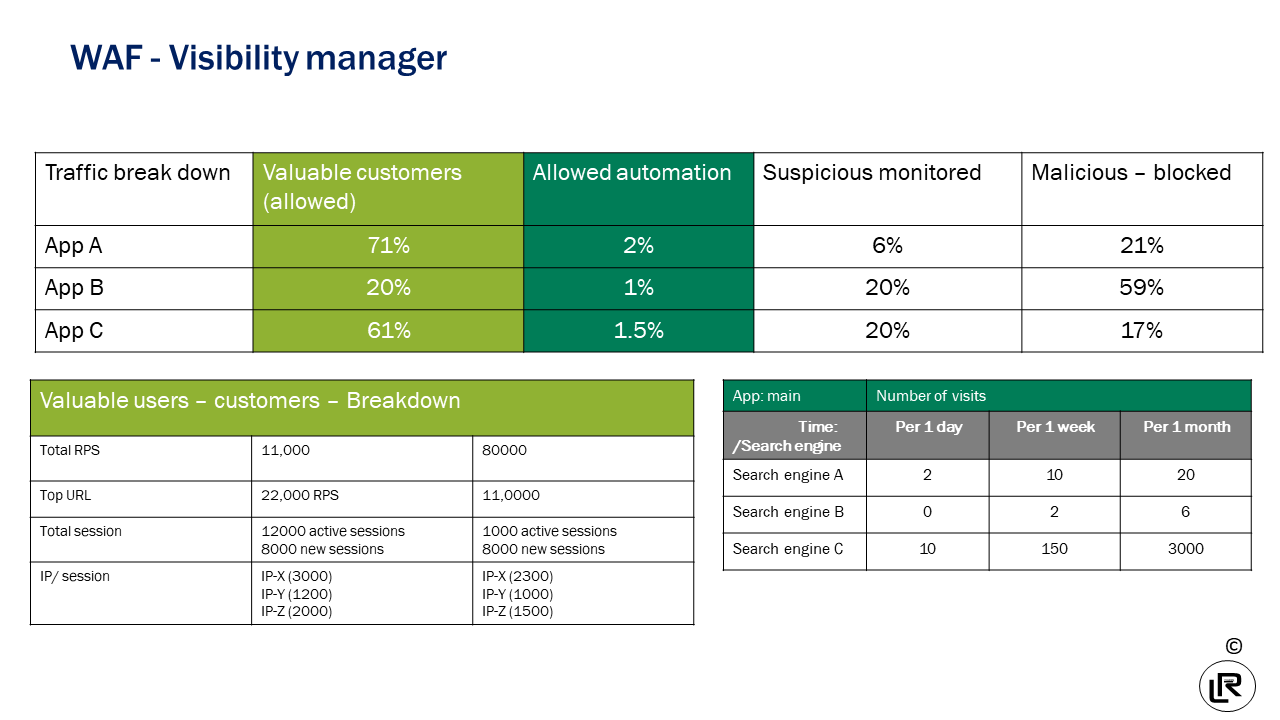 WAF - Visibility manager
Traffic break down Valuable customers (allowed) Allowed automation Suspicious monitored Malicious – blocked
App A 71% 2% 6% 21%
App B 20% 1% 20% 59%
App C 61% 1.5% 20% 17%
Valuable users – customers – Breakdown
Total RPS 11,000 80000
Top URL 22,000 RPS 11,0000
Total session 12000 active sessions 1000 active sessions
8000 new sessions 8000 new sessions
IP/ session IP-X (3000) IP-X (2300)
IP-Y (1200) IP-Y (1000)
IP-Z (2000) IP-Z (1500)
App: main Number of visits
Time: Per 1 day Per 1 week Per 1 month
/Search engine
Search engine A 2 10 20
Search engine B 0 2 6
Search engine C 10 150 3000
©
LR